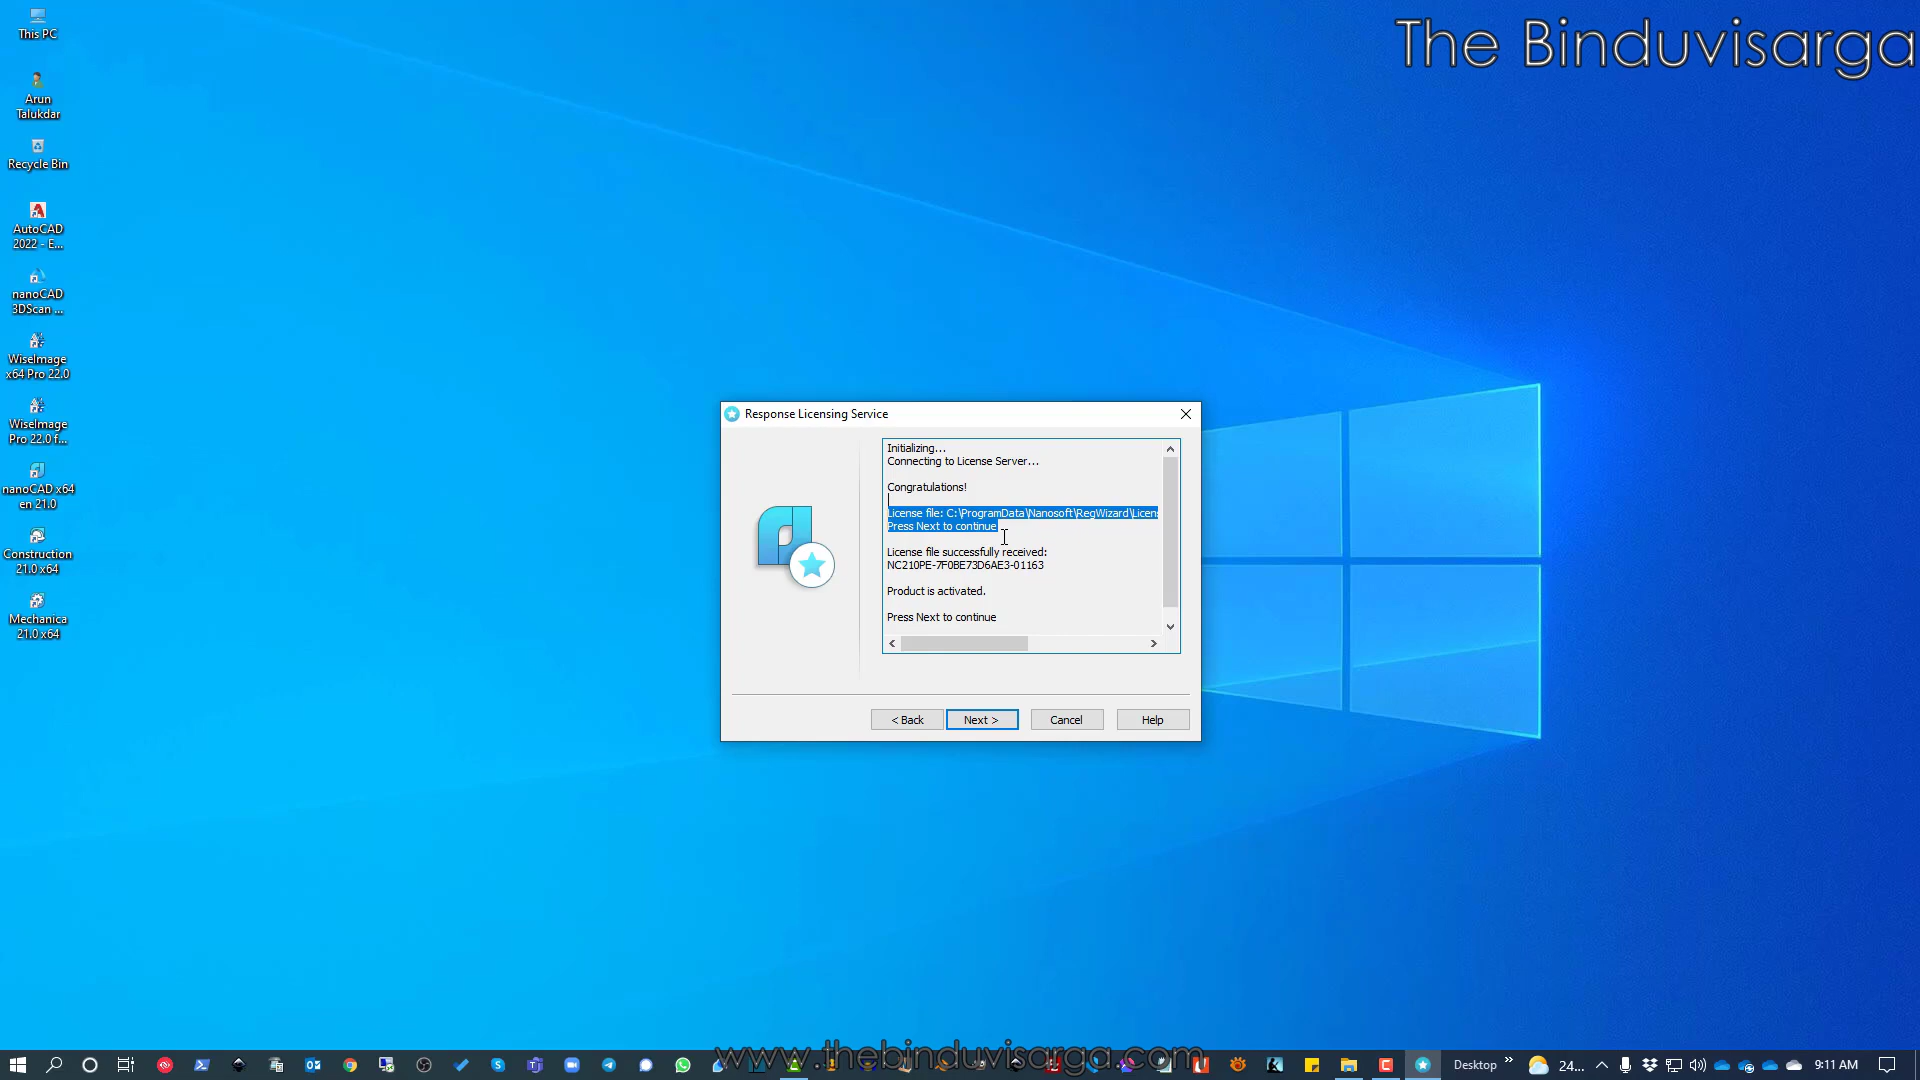 The Binduvisarga
This PC
Arun
Talukdar
Recycle Bin
AutoCAD
2022 - E...
nanoCAD
3DScan ...
WiseImage
x64 Pro 22.0
WiseImage
Pro 22.0 f...
nanoCAD x64
en 21.0
Construction
21.0 x64
Mechanica
21.0 x64
Response Licensing Service
Initializing...
Connecting to License Server...
Congratulations!
License file: C:\ProgramData\Nanosoft\RegWizard\Licens
Press Next to continue
License file successfully received:
NC210PE-7F0BE73D6AE3-01163
Product is activated.
Press Next to continue
< Back
Next >
Cancel
Help
www.thebinduvisarga.com
Desktop
24...
9:11 AM